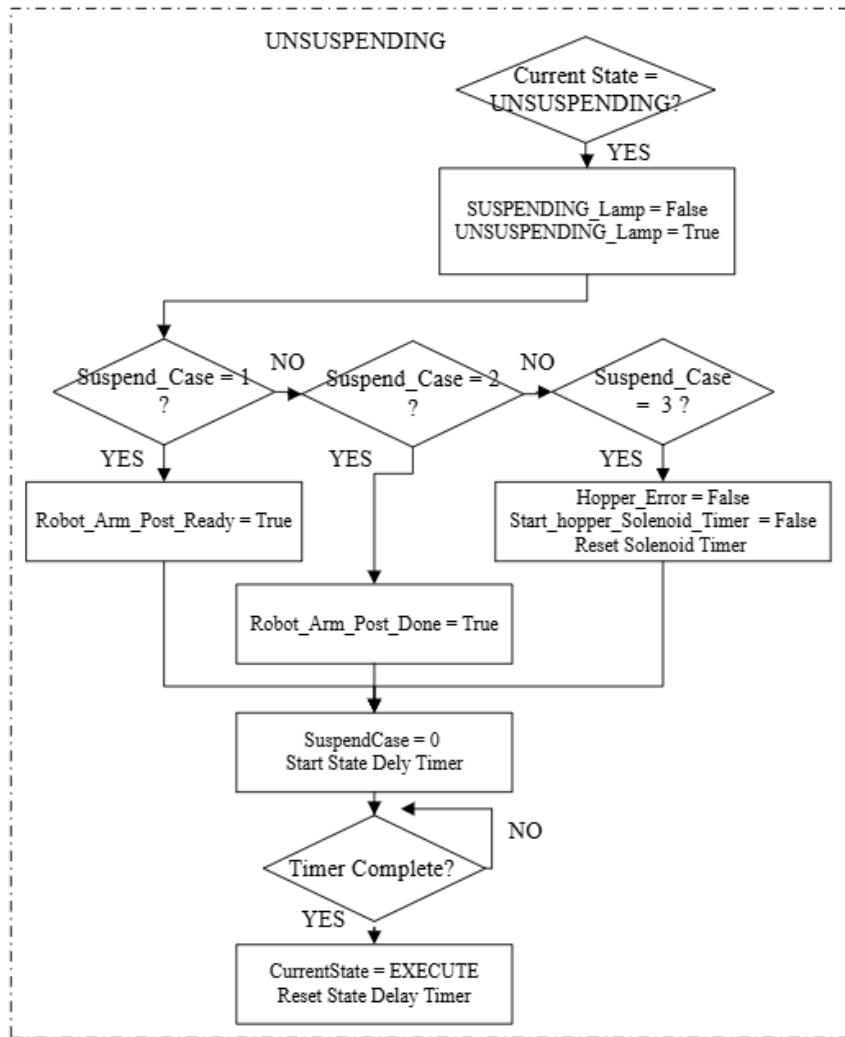 UNSUSPENDING
Current State =
UNSUSPENDING?
YES
SUSPENDING_Lamp = False
UNSUSPENDING_Lamp = True
Suspend_Case = 1
?
NO
Suspend_Case = 2
?
NO
Suspend_Case
= 3 ?
YES
YES
YES
Robot_Arm_Post_Ready = True
Hopper_Error = False
Start_hopper_Solenoid_Timer = False
Reset Solenoid Timer
Robot_Arm_Post_Done = True
SuspendCase = 0
Start State Dely Timer
NO
Timer Complete?
YES
CurrentState = EXECUTE
Reset State Delay Timer